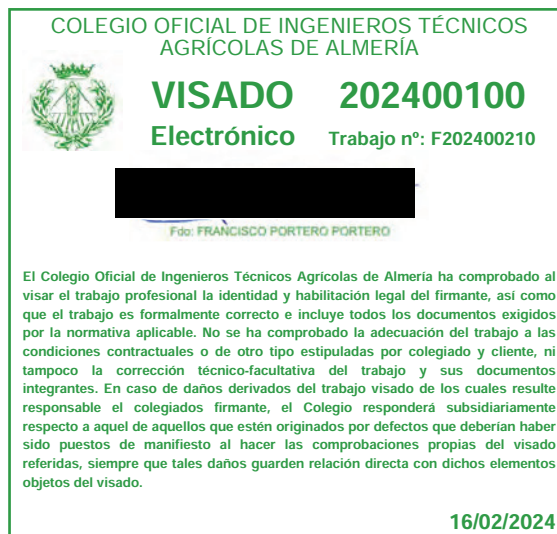 COLEGIO OFICIAL DE INGENIEROS TÉCNICOS
AGRÍCOLAS DE ALMERÍA
VISADO 202400100
Electrónico Trabajo nº: F202400210
Fdo: FRANCISCO PORTERO PORTERO
El Colegio Oficial de Ingenieros Técnicos Agrícolas de Almería ha comprobado al
visar el trabajo profesional la identidad y habilitación legal del firmante, así como
que el trabajo es formalmente correcto e incluye todos los documentos exigidos
por la normativa aplicable. No se ha comprobado la adecuación del trabajo a las
condiciones contractuales o de otro tipo estipuladas por colegiado y cliente, ni
tampoco la corrección técnico-facultativa del trabajo y sus documentos
integrantes. En caso de daños derivados del trabajo visado de los cuales resulte
responsable el colegiados firmante, el Colegio responderá subsidiariamente
respecto a aquel de aquellos que estén originados por defectos que deberían haber
sido puestos de manifiesto al hacer las comprobaciones propias del visado
referidas, siempre que tales daños guarden relación directa con dichos elementos
objetos del visado.
16/02/2024